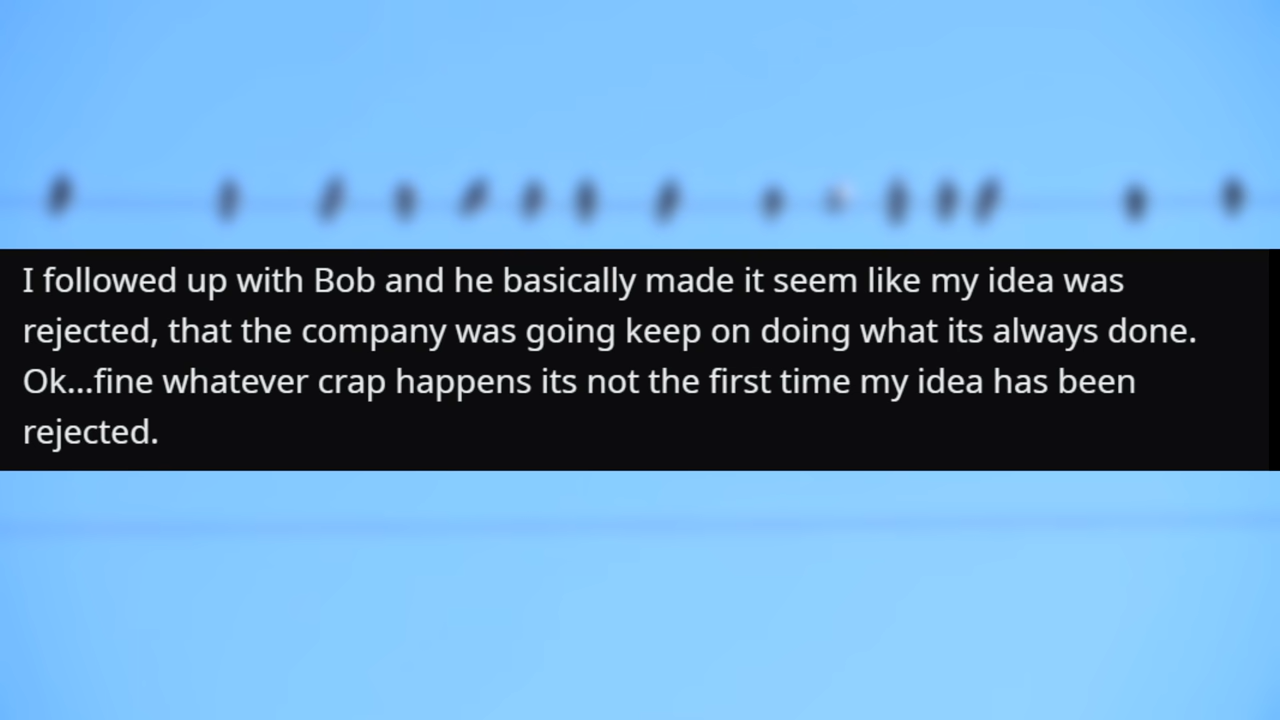 I followed up with Bob and he basically made it seem like my idea was
rejected, that the company was going keep on doing what its always done.
Ok...fine whatever crap happens its not the first time my idea has been
rejected.